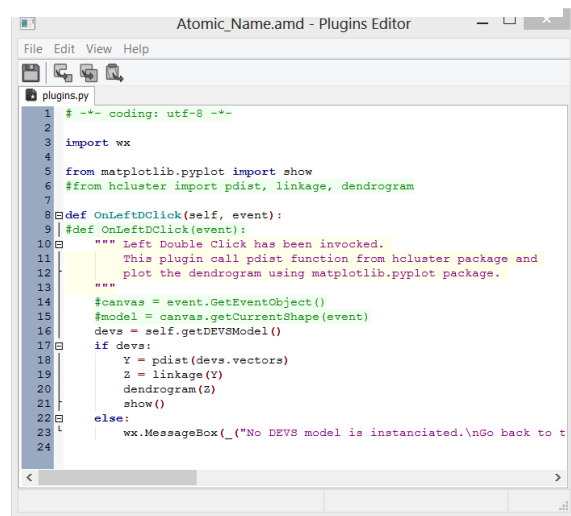 Atomic_Name.amd - Plugins Editor
File Edit View Help
plugins.py
1 # -*- coding: utf-8 -*-
2
3 import wx
4
5 from matplotlib.pyplot import show
6 #from hcluster import pdist, linkage, dendrogram
7
8 def OnLeftDClick(self, event):
9 #def OnLeftDClick(event):
10 """ Left Double Click has been invoked.
11 This plugin call pdist function from hcluster package and
12 plot the dendrogram using matplotlib.pyplot package.
13 """
14 #canvas = event.GetEventObject()
15 #model = canvas.getCurrentShape(event)
16 devs = self.getDEVSModel()
17 if devs:
18 Y = pdist(devs.vectors)
19 Z = linkage(Y)
20 dendrogram(Z)
21 show()
22 else:
23 wx.MessageBox(_("No DEVS model is instanciated.\nGo back to t
24